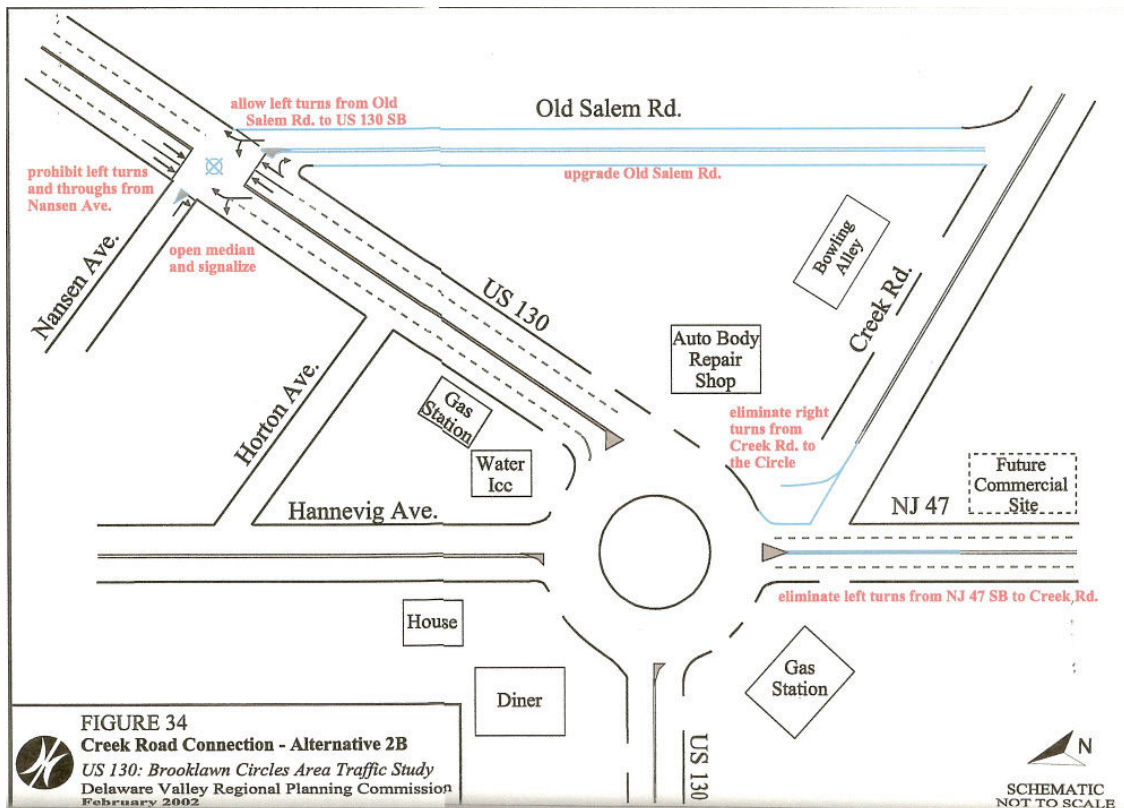 allow left turns from Old
Salem Rd. to US 130 SB
Old Salem Rd.
prohibit left turns
and throughs from
Nansen Ave.
upgrade Old Salem Rd.
open median
and signalize
Nansen Ave.
US 130
Bowling
Alley
Creek Rd.
Auto Body
Repair
Shop
Horton Ave.
Gas
Station
eliminate right
turns from
Creek Rd. to
the Circle
Water
Icc
Future
Commercial
Site
Hannevig Ave.
NJ 47
eliminate left turns from NJ 47 SB to Creek Rd.
House
Diner
Gas
Station
US 130
FIGURE 34
Creek Road Connection - Alternative 2B
US 130: Brooklawn Circles Area Traffic Study
Delaware Valley Regional Planning Commission
February 2002
N
SCHEMATIC
NOT TO SCALE